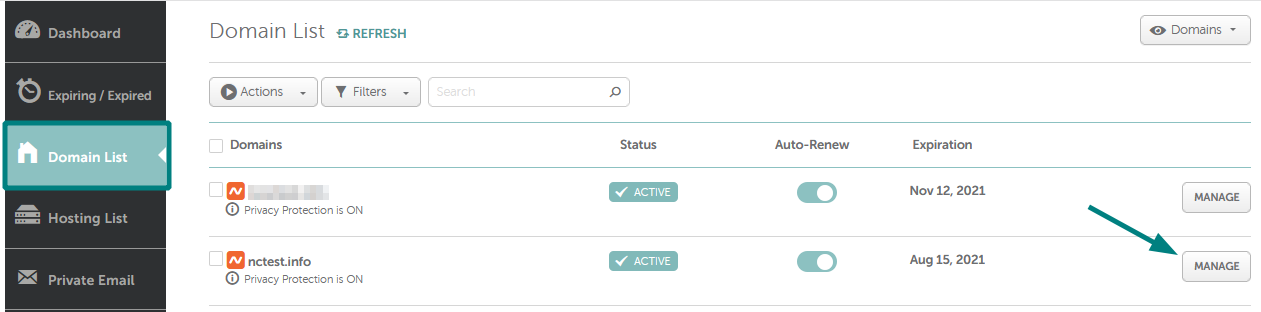 Dashboard
Expiring / Expired
Domain List
Hosting List
Private Email
Domain List REFRESH
Domains
Actions Filters Search
Domains Status Auto-Renew Expiration
ACTIVE Nov 12, 2021 MANAGE
Privacy Protection is ON
nctest.info ACTIVE Aug 15, 2021 MANAGE
Privacy Protection is ON